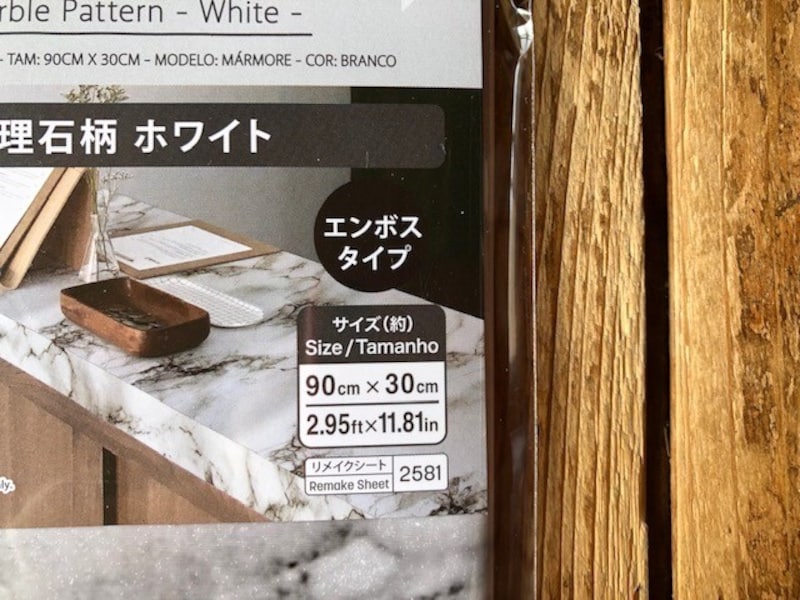 rble Pattern – White –
– TAM: 90CM X 30CM – MODELO: MÁRMORE – COR: BRANCO
理石柄 ホワイト
エンボス
タイプ
サイズ(約)
Size/Tamanho
90cm × 30cm
2.95ft×11.81in
リメイクシート
Remake Sheet
2581
ly.